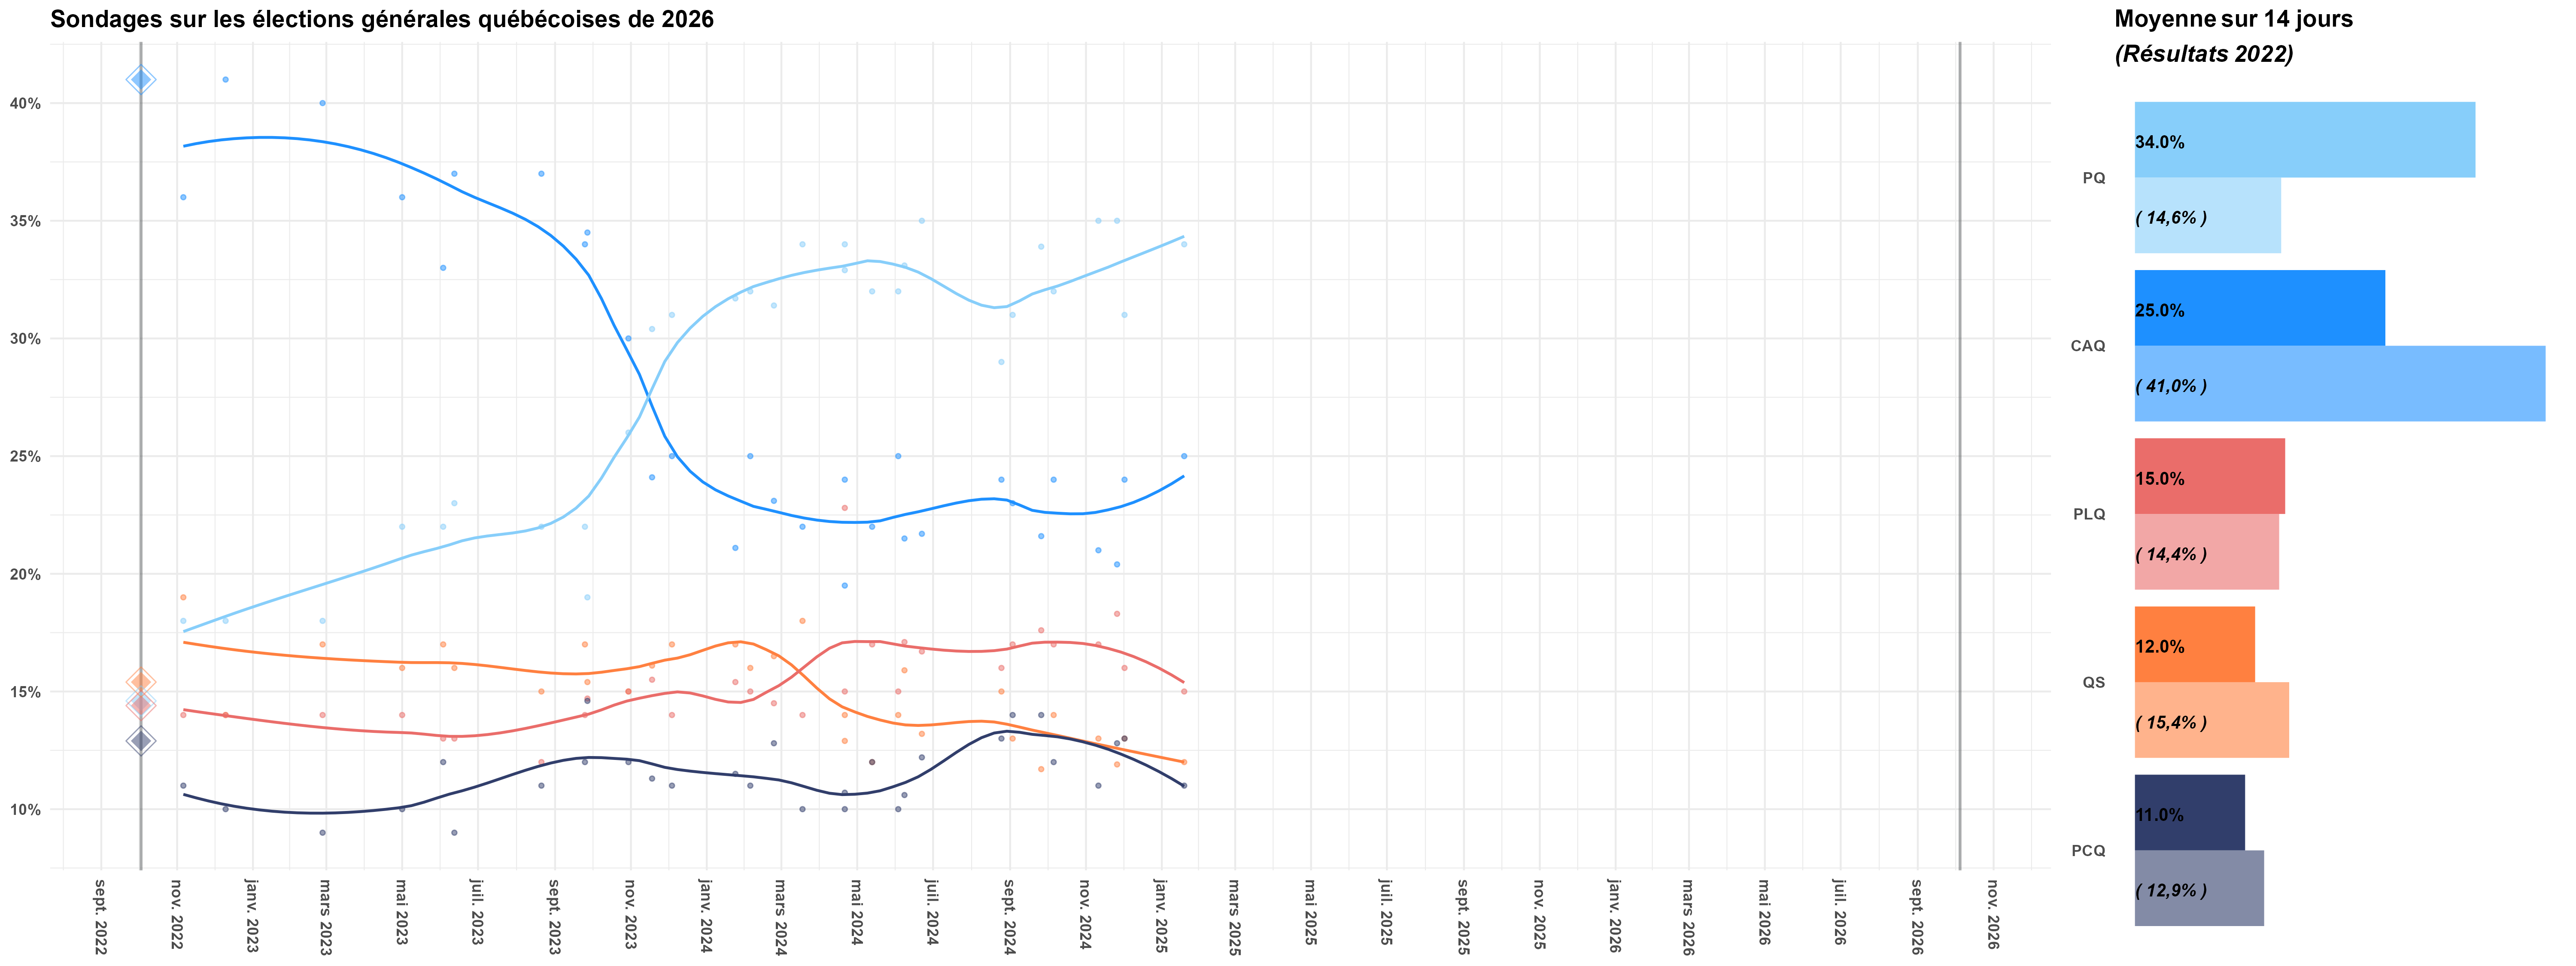 Sondages sur les élections générales québécoises de 2026
40%
35%
30%
25%
20%
15%
10%
sept. 2022
nov. 2022
janv. 2023
mars 2023
mai 2023
juil. 2023
sept. 2023
nov. 2023
janv. 2024
mars 2024
mai 2024
juil. 2024
sept. 2024
nov. 2024
janv. 2025
mars 2025
mai 2025
juil. 2025
sept. 2025
nov. 2025
janv. 2026
mars 2026
mai 2026
juil. 2026
sept. 2026
nov. 2026
Moyenne sur 14 jours
(Résultats 2022)
PQ
34.0%
( 14,6% )
CAQ
25.0%
( 41,0% )
PLQ
15.0%
( 14,4% )
QS
12.0%
( 15,4% )
PCQ
11.0%
( 12,9% )